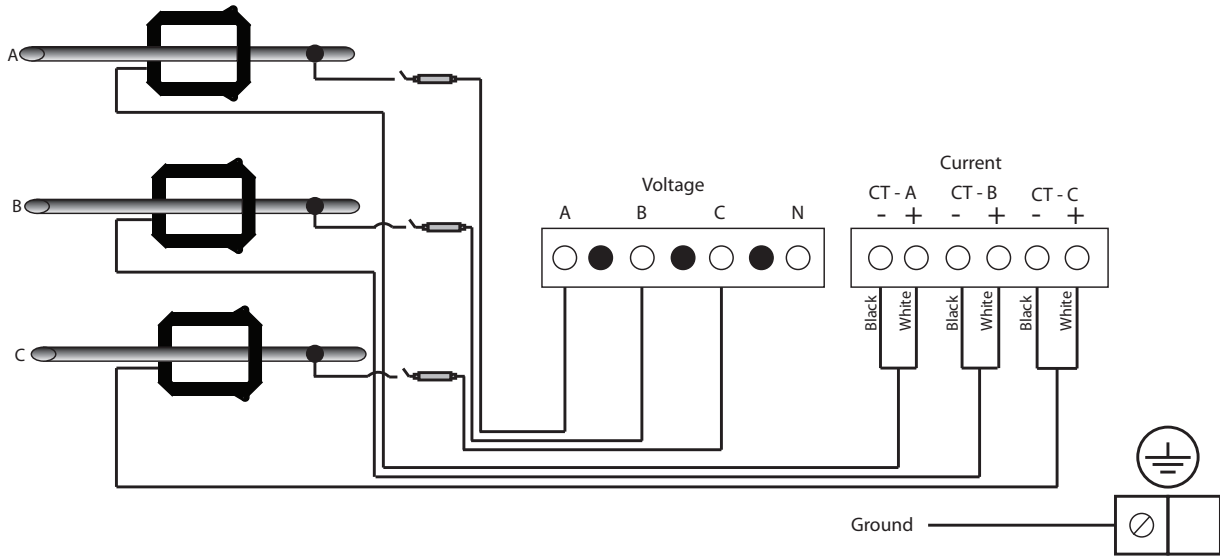 A
B
C
Voltage
A B C N
Current
CT - A CT - B CT - C
- + - + - +
Black White Black White Black White
Ground